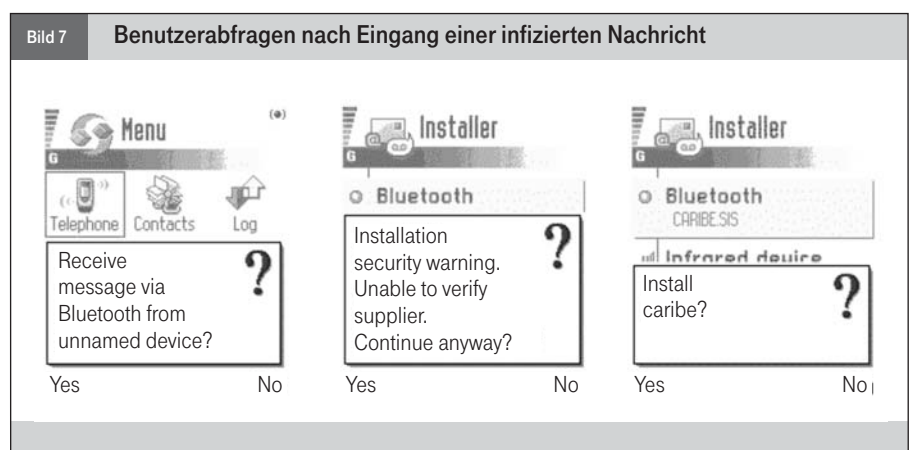 Bild 7
Benutzerabfragen nach Eingang einer infizierten Nachricht
Menu
G
Telephone
Contacts
Log
Receive
message via
Bluetooth from
unnamed device?
Yes No
Installer
G
Bluetooth
Installation
security warning.
Unable to verify
supplier.
Continue anyway?
Yes No
Installer
G
Bluetooth
CARIBE.SIS
Infrared device
Install
caribe?
Yes No